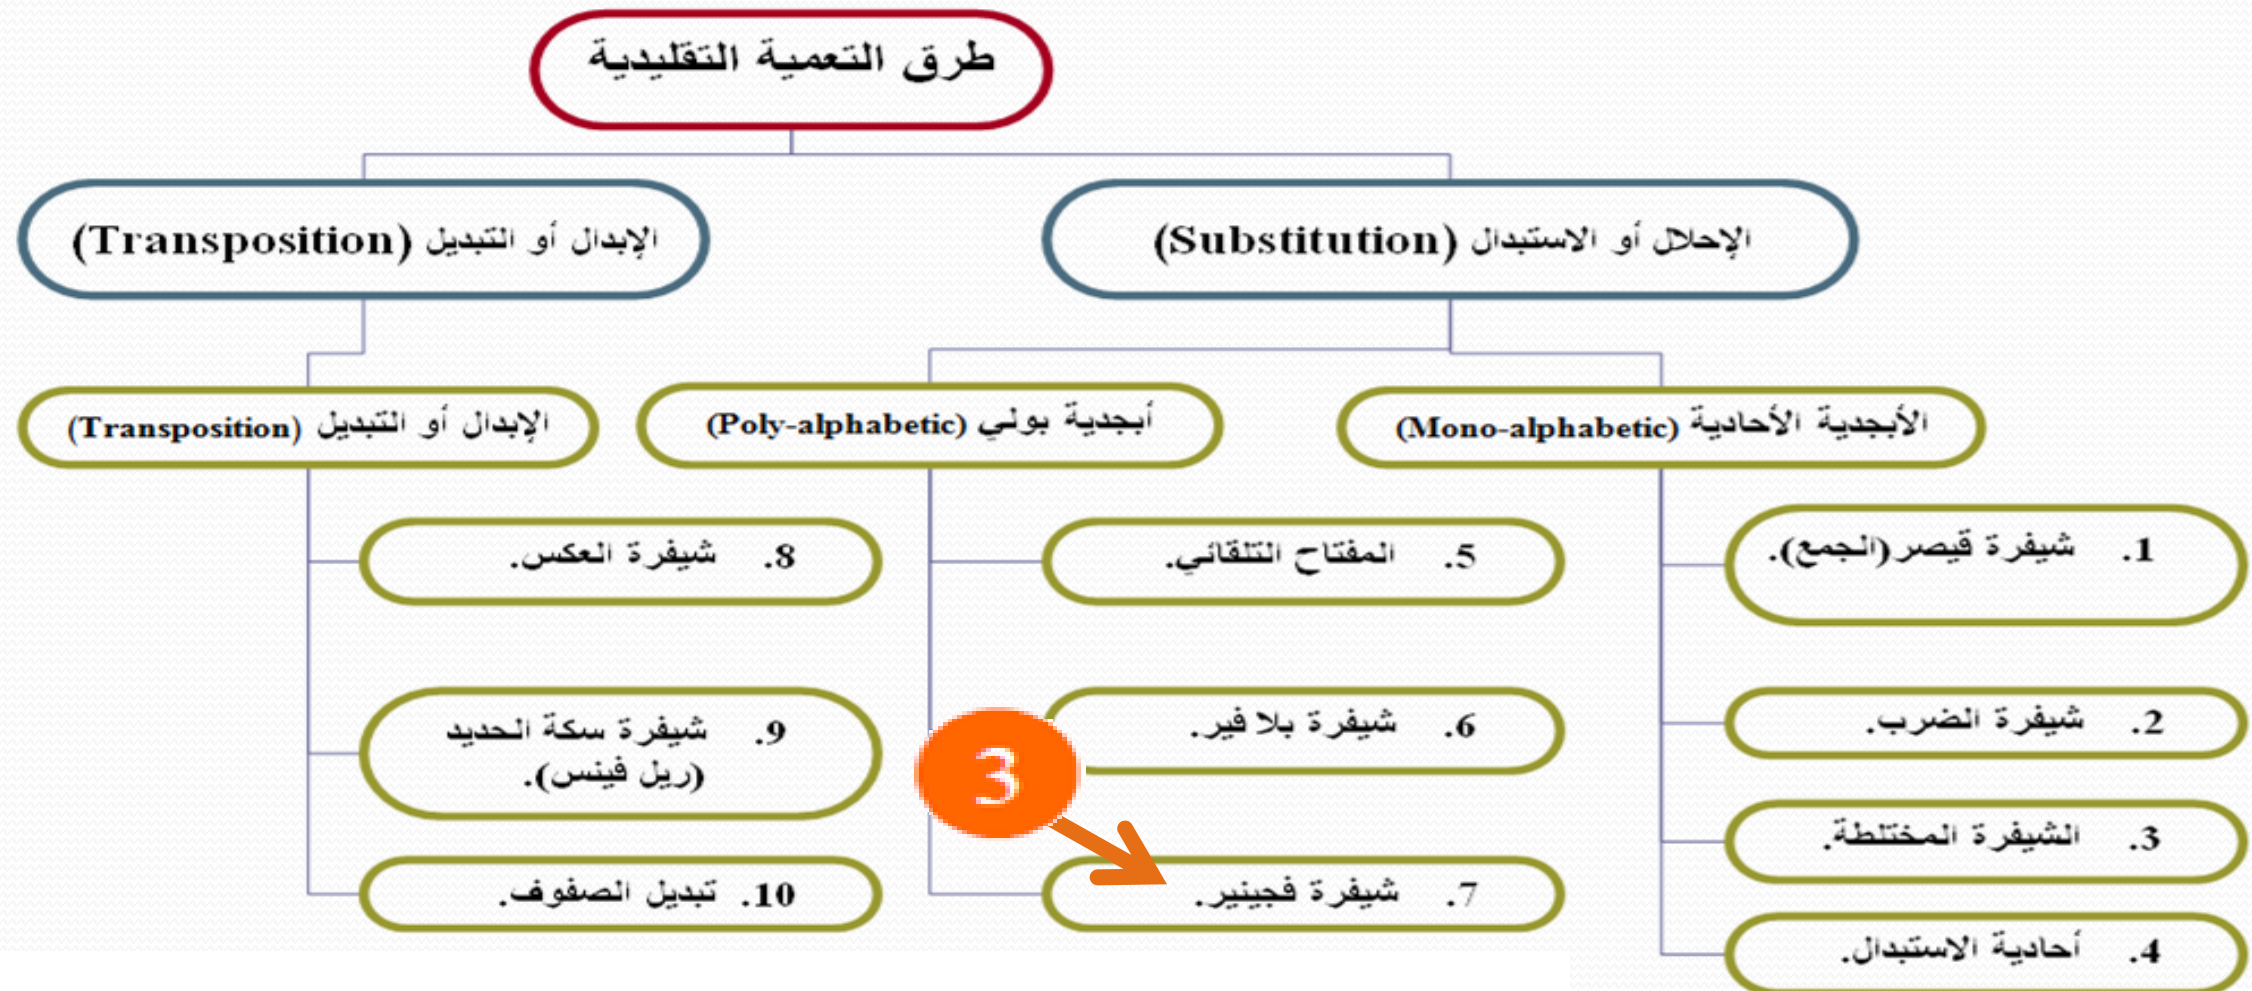 طرق التعمية التقليدية
الإحلال أو الاستبدال (Substitution)
الإبدال أو التبديل (Transposition)
الأبجدية الأحادية (Mono-alphabetic)
أبجدية بولي (Poly-alphabetic)
الإبدال أو التبديل (Transposition)
1. شيفرة قيصر(الجمع).
2. شيفرة الضرب.
3. الشيفرة المختلطة.
4. أحادية الاستبدال.
5. المفتاح التلقائي.
6. شيفرة بلا فير.
7. شيفرة فجينير.
3
8. شيفرة العكس.
9. شيفرة سكة الحديد
(ريل فينس).
10. تبديل الصفوف.